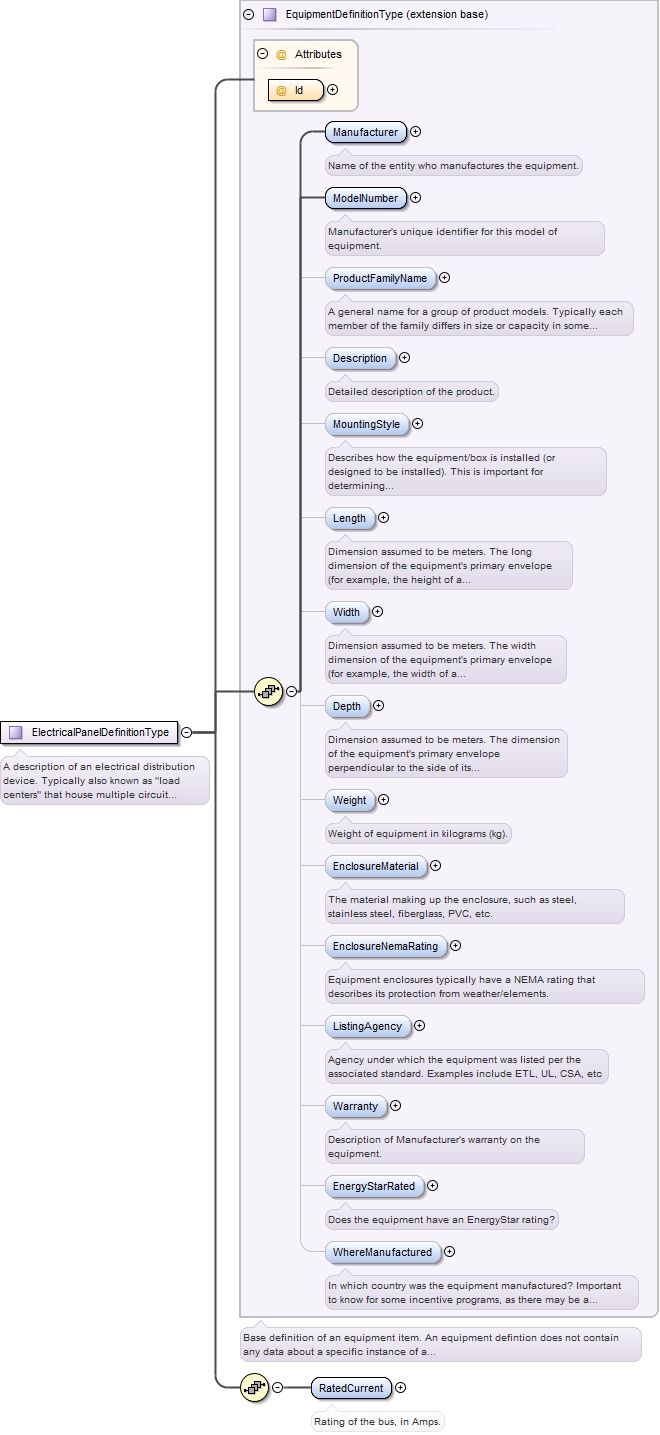 EquipmentDefinitionType (extension base)
@ Attributes
@ Id
Manufacturer
Name of the entity who manufactures the equipment.
ModelNumber
Manufacturer's unique identifier for this model of
equipment.
ProductFamilyName
A general name for a group of product models. Typically each
member of the family differs in size or capacity in some...
Description
Detailed description of the product.
MountingStyle
Describes how the equipment/box is installed (or
designed to be installed). This is important for
determining...
Length
Dimension assumed to be meters. The long
dimension of the equipment's primary envelope
(for example, the height of a...
Width
Dimension assumed to be meters. The width
dimension of the equipment's primary envelope
(for example, the width of a...
Depth
Dimension assumed to be meters. The dimension
of the equipment's primary envelope
perpendicular to the side of its...
ElectricalPanelDefinitionType
A description of an electrical distribution
device. Typically also known as "load
centers" that house multiple circuit...
Weight
Weight of equipment in kilograms (kg).
EnclosureMaterial
The material making up the enclosure, such as steel,
stainless steel, fiberglass, PVC, etc.
EnclosureNemaRating
Equipment enclosures typically have a NEMA rating that
describes its protection from weather/elements.
ListingAgency
Agency under which the equipment was listed per the
associated standard. Examples include ETL, UL, CSA, etc
Warranty
Description of Manufacturer's warranty on the
equipment.
EnergyStarRated
Does the equipment have an EnergyStar rating?
WhereManufactured
In which country was the equipment manufactured? Important
to know for some incentive programs, as there may be a...
Base definition of an equipment item. An equipment defintion does not contain
any data about a specific instance of a...
RatedCurrent
Rating of the bus, in Amps.